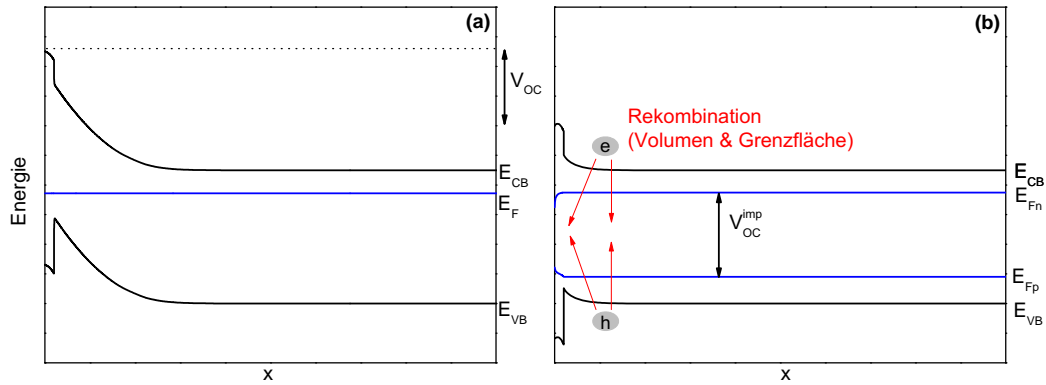 (a)
V_OC
E_CB
E_F
E_VB
Energie
x
(b)
Rekombination
(Volumen & Grenzfläche)
e
E_CB
E_Fn
V_OC^imp
E_Fp
h
E_VB
x